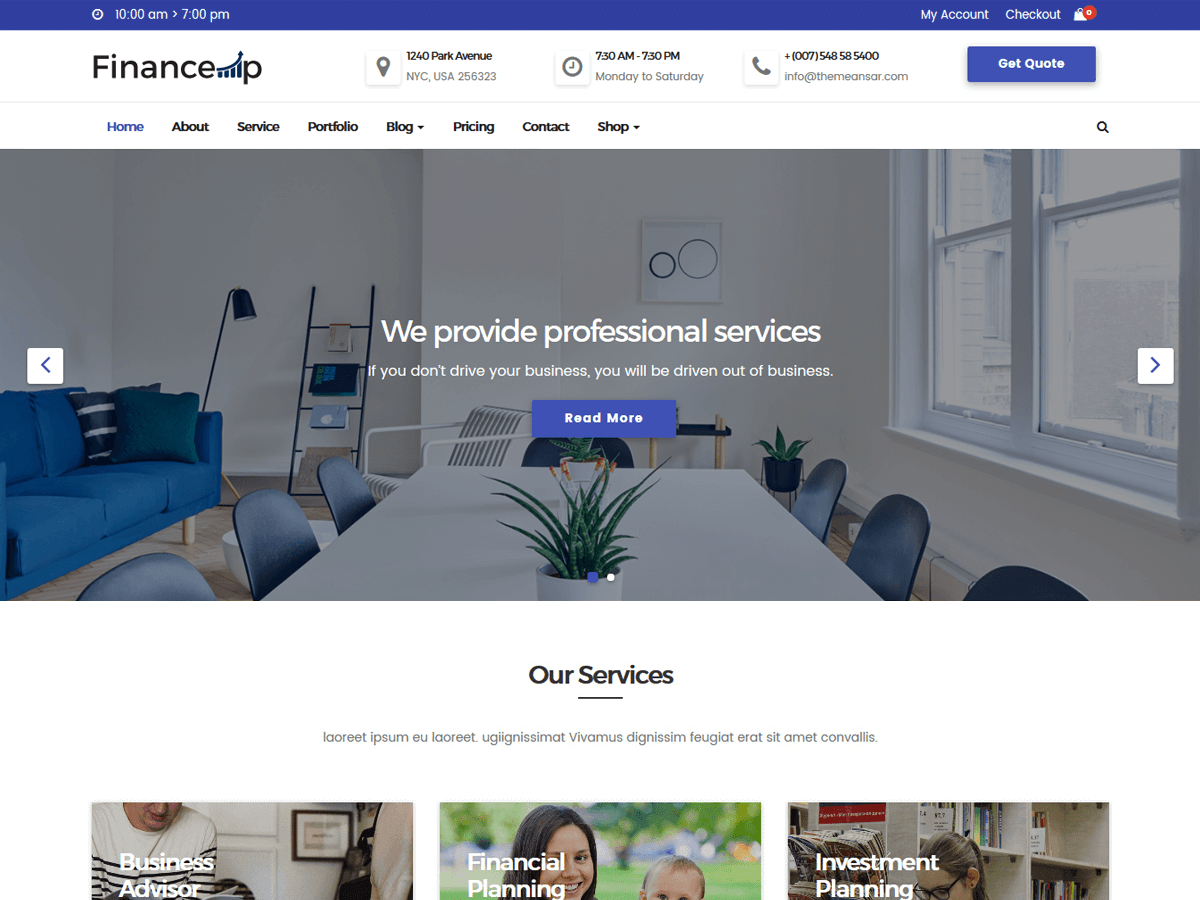 10:00 am > 7:00 pm
My Account Checkout 0
Financeup
1240 Park Avenue
NYC, USA 256323
7:30 AM - 7:30 PM
Monday to Saturday
+ (007) 548 58 5400
info@themeansar.com
Get Quote
Home About Service Portfolio Blog Pricing Contact Shop
We provide professional services
If you don't drive your business, you will be driven out of business.
Read More
Our Services
laoreet ipsum eu laoreet. ugiignissimat Vivamus dignissim feugiat erat sit amet convallis.
Business
Advisor
Financial
Planning
Investment
Planning